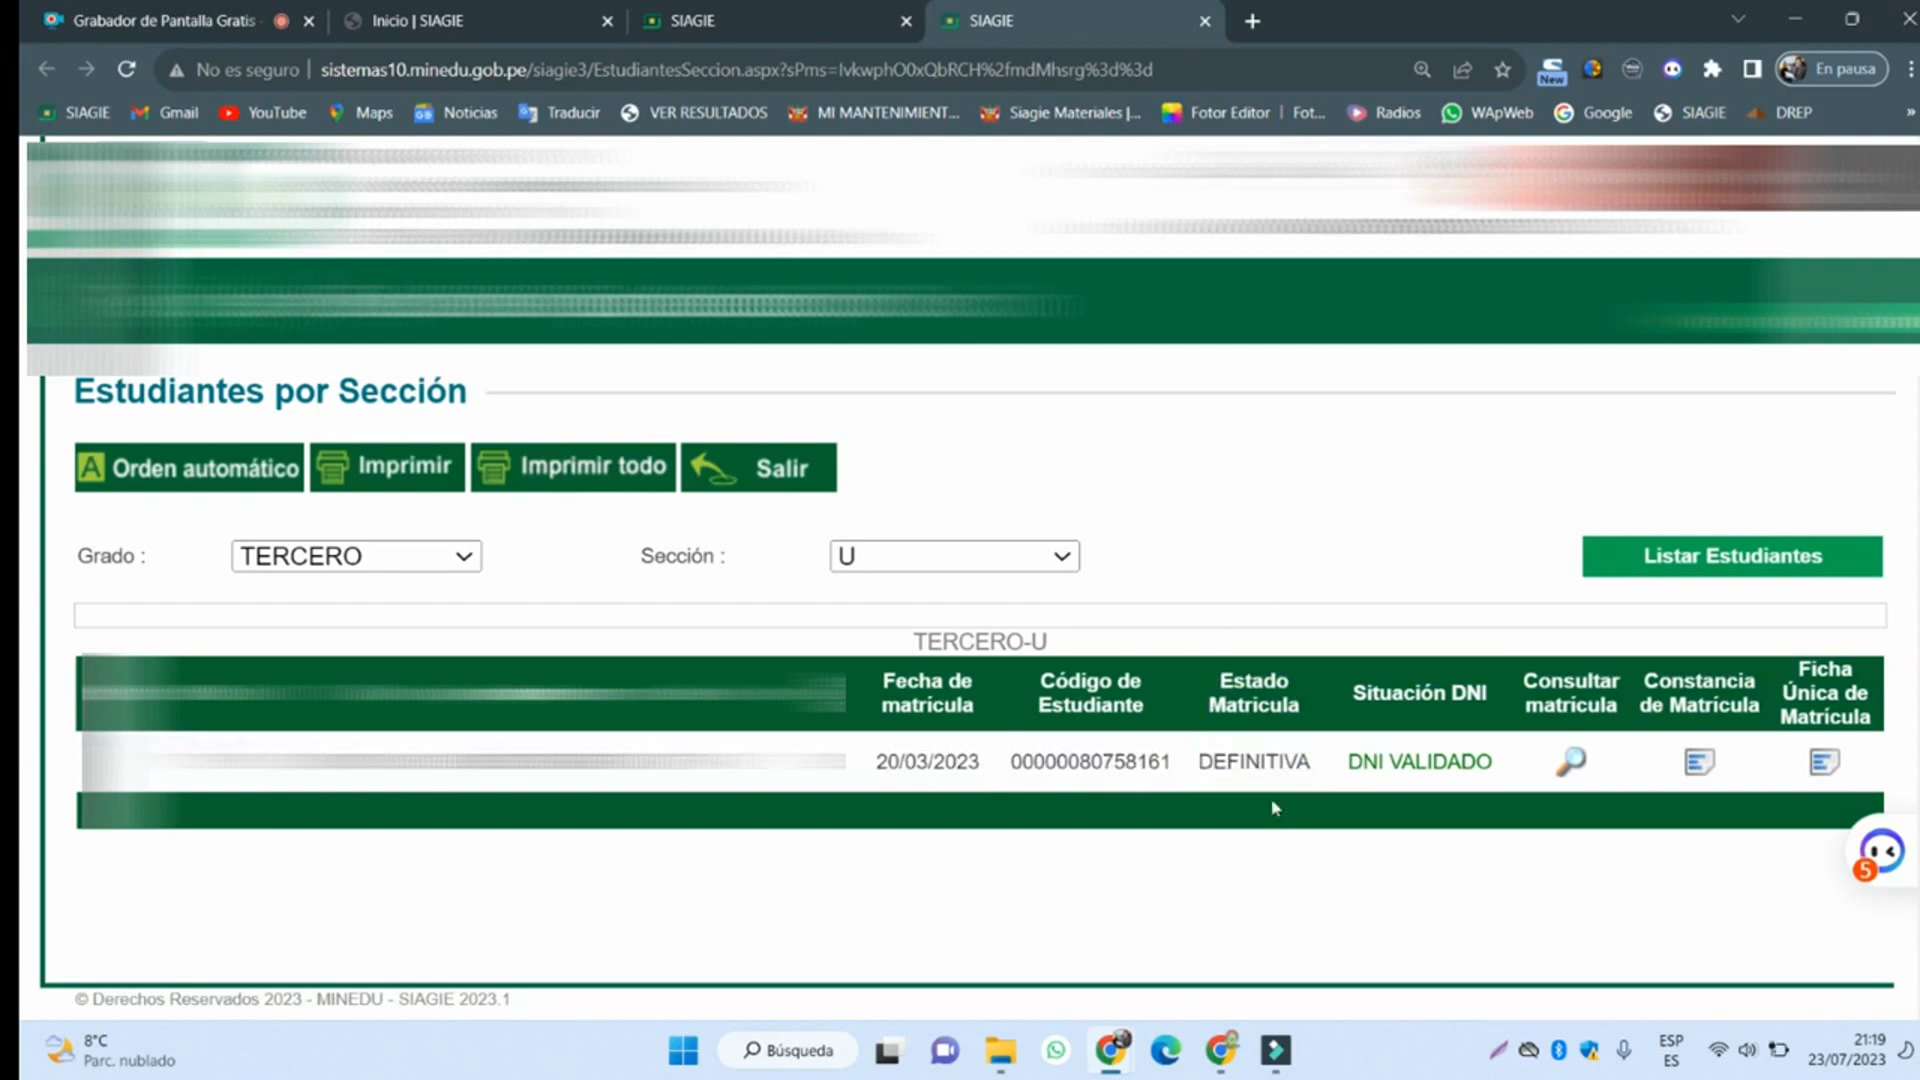 Grabador de Pantalla Gratis
Inicio | SIAGIE
SIAGIE
SIAGIE
No es seguro
sistemas10.minedu.gob.pe/siagie3/EstudiantesSeccion.aspx?sPms=IvkwphO0xQbRCH%2fmdMhsrg%3d%3d
New
En pausa
SIAGIE
Gmail
YouTube
Maps
Noticias
Traducir
VER RESULTADOS
MI MANTENIMIENT...
Siagie Materiales |...
Fotor Editor | Fot...
Radios
WApWeb
Google
SIAGIE
DREP
»
Estudiantes por Sección
A Orden automático
Imprimir
Imprimir todo
Salir
Grado :
TERCERO
Sección :
U
Listar Estudiantes
TERCERO-U
Fecha de
matrícula
Código de
Estudiante
Estado
Matricula
Situación DNI
Consultar
matricula
Constancia
de Matrícula
Ficha
Única de
Matrícula
20/03/2023
00000080758161
DEFINITIVA
DNI VALIDADO
5
© Derechos Reservados 2023 - MINEDU - SIAGIE 2023.1
8°C
Parc. nublado
Búsqueda
ESP
ES
21:19
23/07/2023